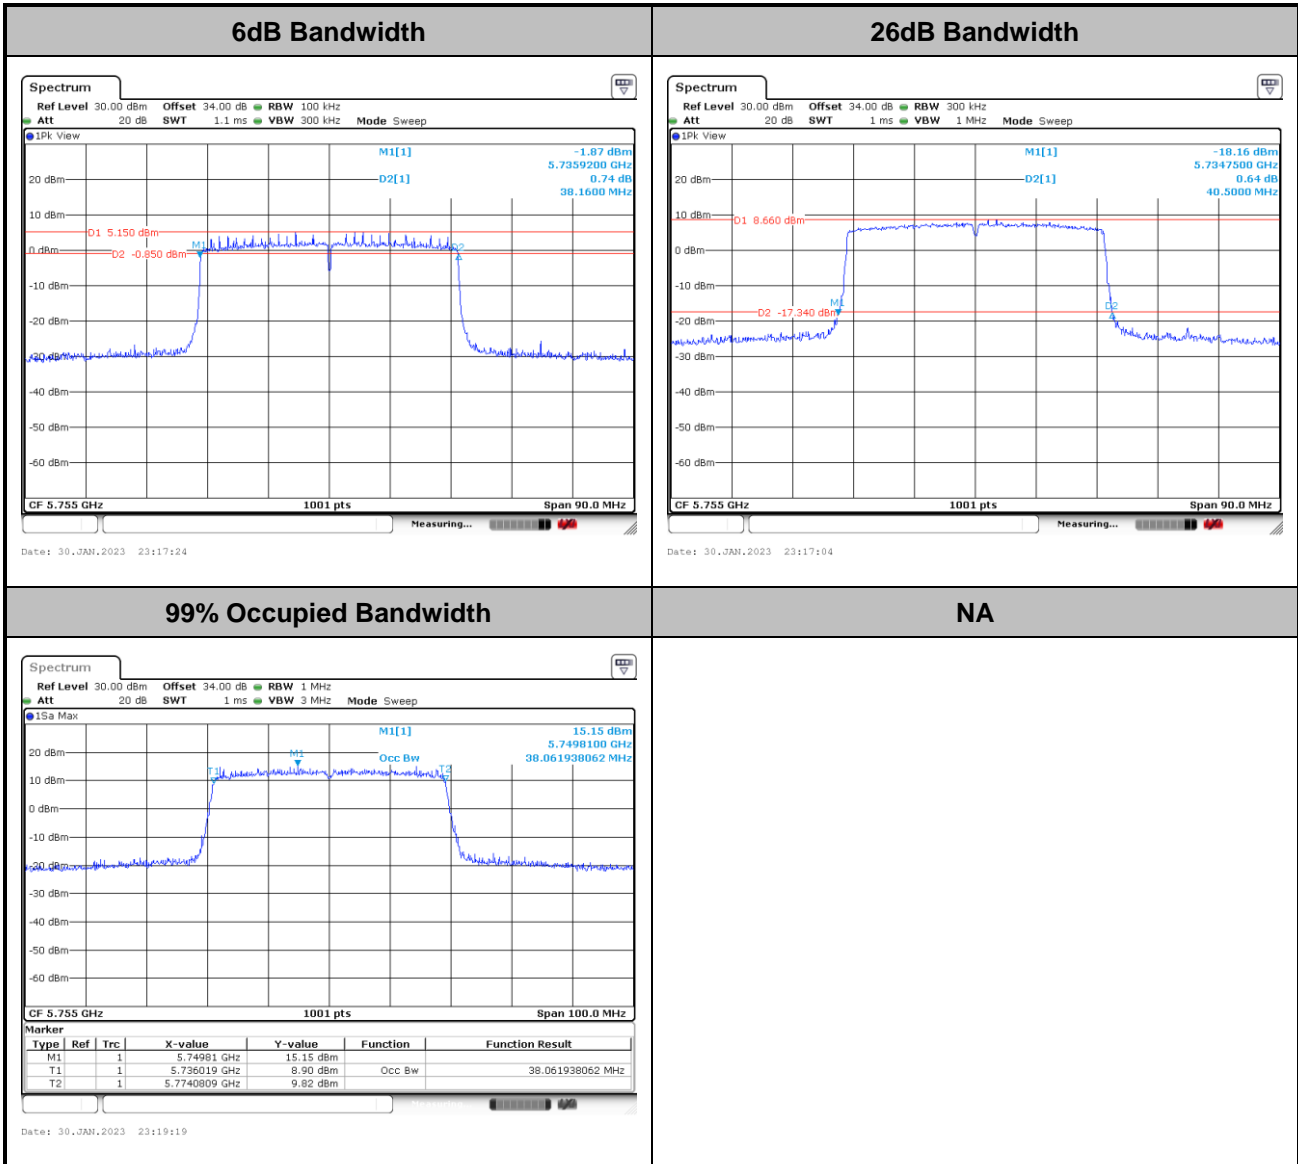 6dB Bandwidth
26dB Bandwidth
Spectrum
Ref Level 30.00 dBm Offset 34.00 dB RBW 100 kHz
Att 20 dB SWT 1.1 ms VBW 300 kHz Mode Sweep
1Pk View
M1[1] -1.87 dBm
5.7359200 GHz
D2[1] 0.74 dB
38.1600 MHz
20 dBm
10 dBm
D1 5.150 dBm
M1
D2
0 dBm
D2 -0.850 dBm
-10 dBm
-20 dBm
-30 dBm
-40 dBm
-50 dBm
-60 dBm
CF 5.755 GHz 1001 pts Span 90.0 MHz
Measuring...
Date: 30.JAN.2023 23:17:24
Spectrum
Ref Level 30.00 dBm Offset 34.00 dB RBW 300 kHz
Att 20 dB SWT 1 ms VBW 1 MHz Mode Sweep
1Pk View
M1[1] -18.16 dBm
5.7347500 GHz
D2[1] 0.64 dB
40.5000 MHz
20 dBm
10 dBm
D1 8.660 dBm
0 dBm
-10 dBm
M1
D2
D2 -17.340 dBm
-20 dBm
-30 dBm
-40 dBm
-50 dBm
-60 dBm
CF 5.755 GHz 1001 pts Span 90.0 MHz
Measuring...
Date: 30.JAN.2023 23:17:04
99% Occupied Bandwidth
NA
Spectrum
Ref Level 30.00 dBm Offset 34.00 dB RBW 1 MHz
Att 20 dB SWT 1 ms VBW 3 MHz Mode Sweep
1Sa Max
M1[1] 15.15 dBm
5.7498100 GHz
Occ Bw 38.061938062 MHz
20 dBm
M1
T1
T2
10 dBm
0 dBm
-10 dBm
-20 dBm
-30 dBm
-40 dBm
-50 dBm
-60 dBm
CF 5.755 GHz 1001 pts Span 100.0 MHz
Marker
Type Ref Trc X-value Y-value Function Function Result
M1 1 5.74981 GHz 15.15 dBm
T1 1 5.736019 GHz 8.90 dBm Occ Bw 38.061938062 MHz
T2 1 5.7740809 GHz 9.82 dBm
Date: 30.JAN.2023 23:19:19